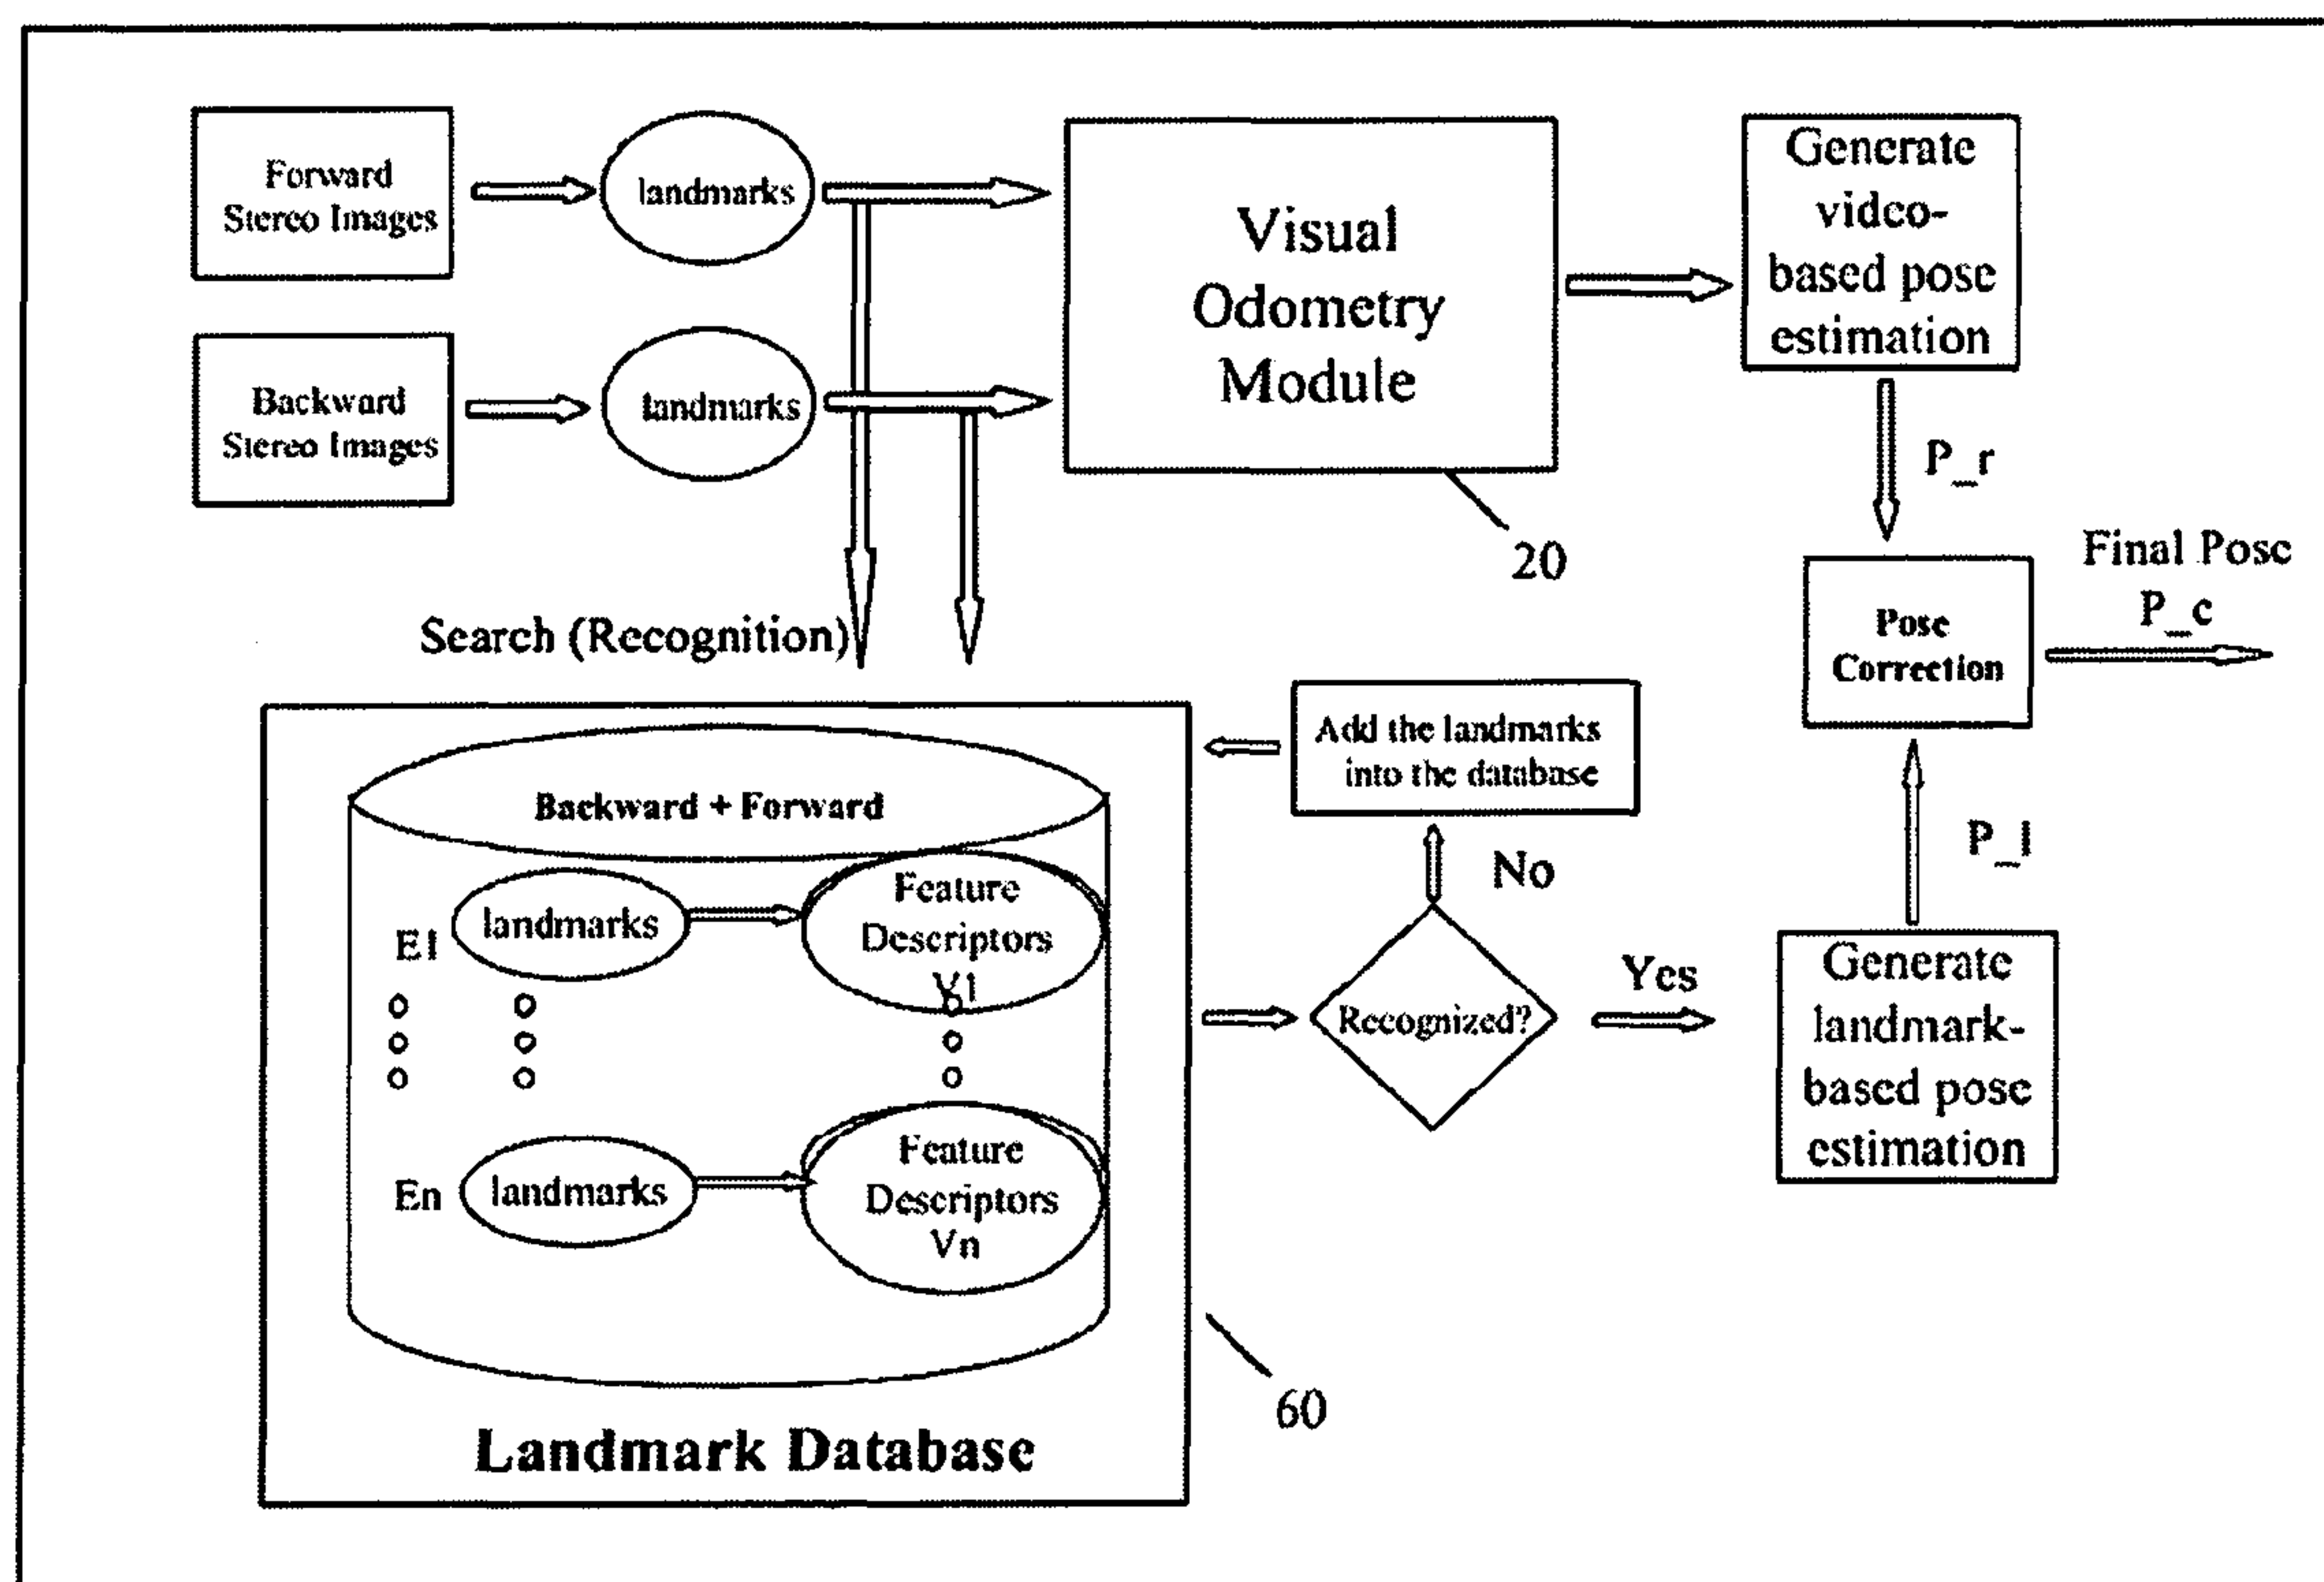 Forward
Stereo Images
landmarks
Backward
Stereo Images
landmarks
Visual
Odometry
Module
20
Generate
video-
based pose
estimation
P_r
Final Pose
P_c
Pose
Correction
P_l
Search (Recognition)
Add the landmarks
into the database
No
Recognized?
Yes
Generate
landmark-
based pose
estimation
Backward + Forward
E1
landmarks
Feature
Descriptors
V1
En
landmarks
Feature
Descriptors
Vn
Landmark Database
60